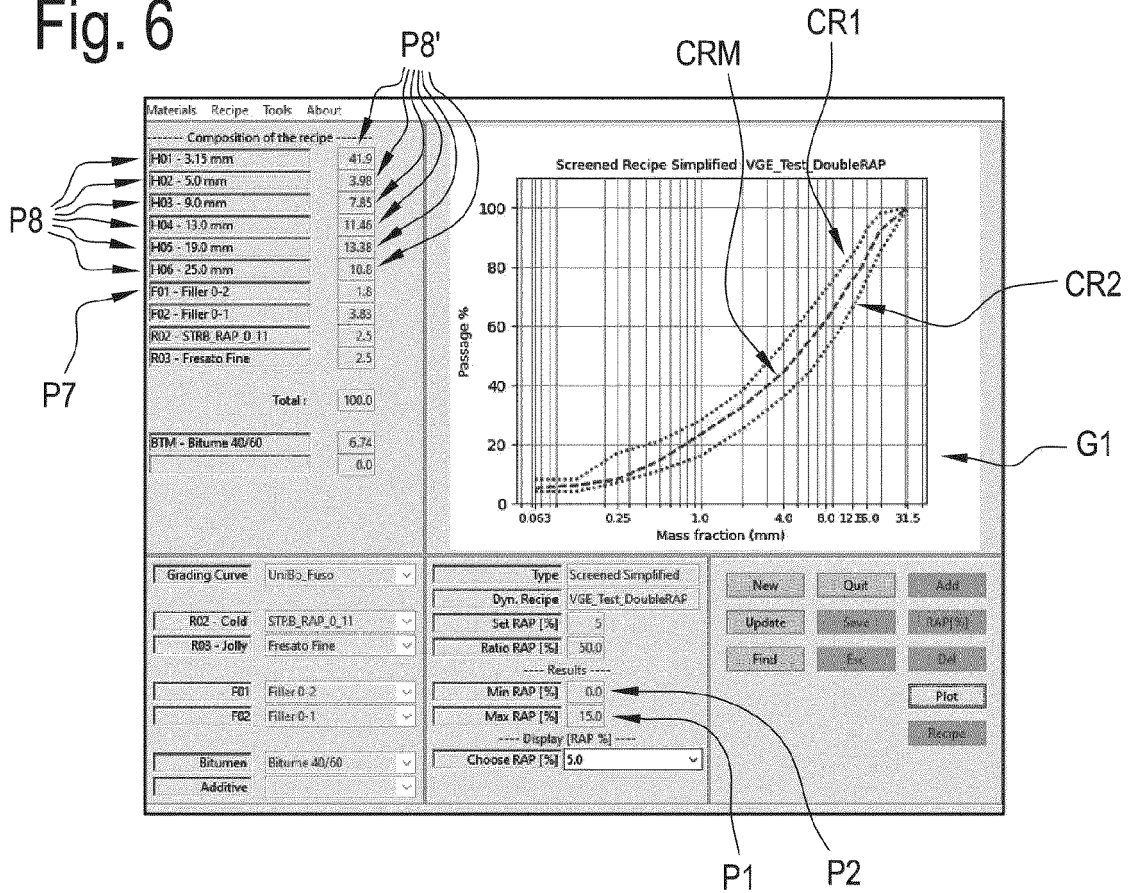 Fig. 6
P8'
CRM
CR1
Materials Recipe Tools About
------ Composition of the recipe ------
H01 - 3.15 mm 41.9
H02 - 5.0 mm 3.98
H03 - 9.0 mm 7.85
H04 - 13.0 mm 11.46
H05 - 19.0 mm 13.38
H06 - 25.0 mm 10.8
F01 - Filler 0-2 1.8
F02 - Filler 0-1 3.83
R02 - STRB_RAP_0_11 2.5
R03 - Fresato Fine 2.5
Total : 100.0
BTM - Bitume 40/60 6.74
0.0
P8
P7
Screened Recipe Simplified VGE_Test_DoubleRAP
100
80
60
40
20
0
Passage %
0.063 0.25 1.0 4.0 8.0 31.5
Mass fraction (mm)
CR2
G1
Grading Curve UniBo_Fuso
R02 - Cold STRB_RAP_0_11
R03 - Jolly Fresato Fine
F01 Filler 0-2
F02 Filler 0-1
Bitumen Bitume 40/60
Additive
Type Screened Simplified
Dyn. Recipe VGE_Test_DoubleRAP
Set RAP [%] 5
Ratio RAP [%] 50.0
---- Results ----
Min RAP [%] 0.0
Max RAP [%] 15.0
---- Display [RAP %] ----
Choose RAP [%] 5.0
New Quit Add
Update Save RAP[%]
Find Esc Del
Plot
Recipe
P1
P2